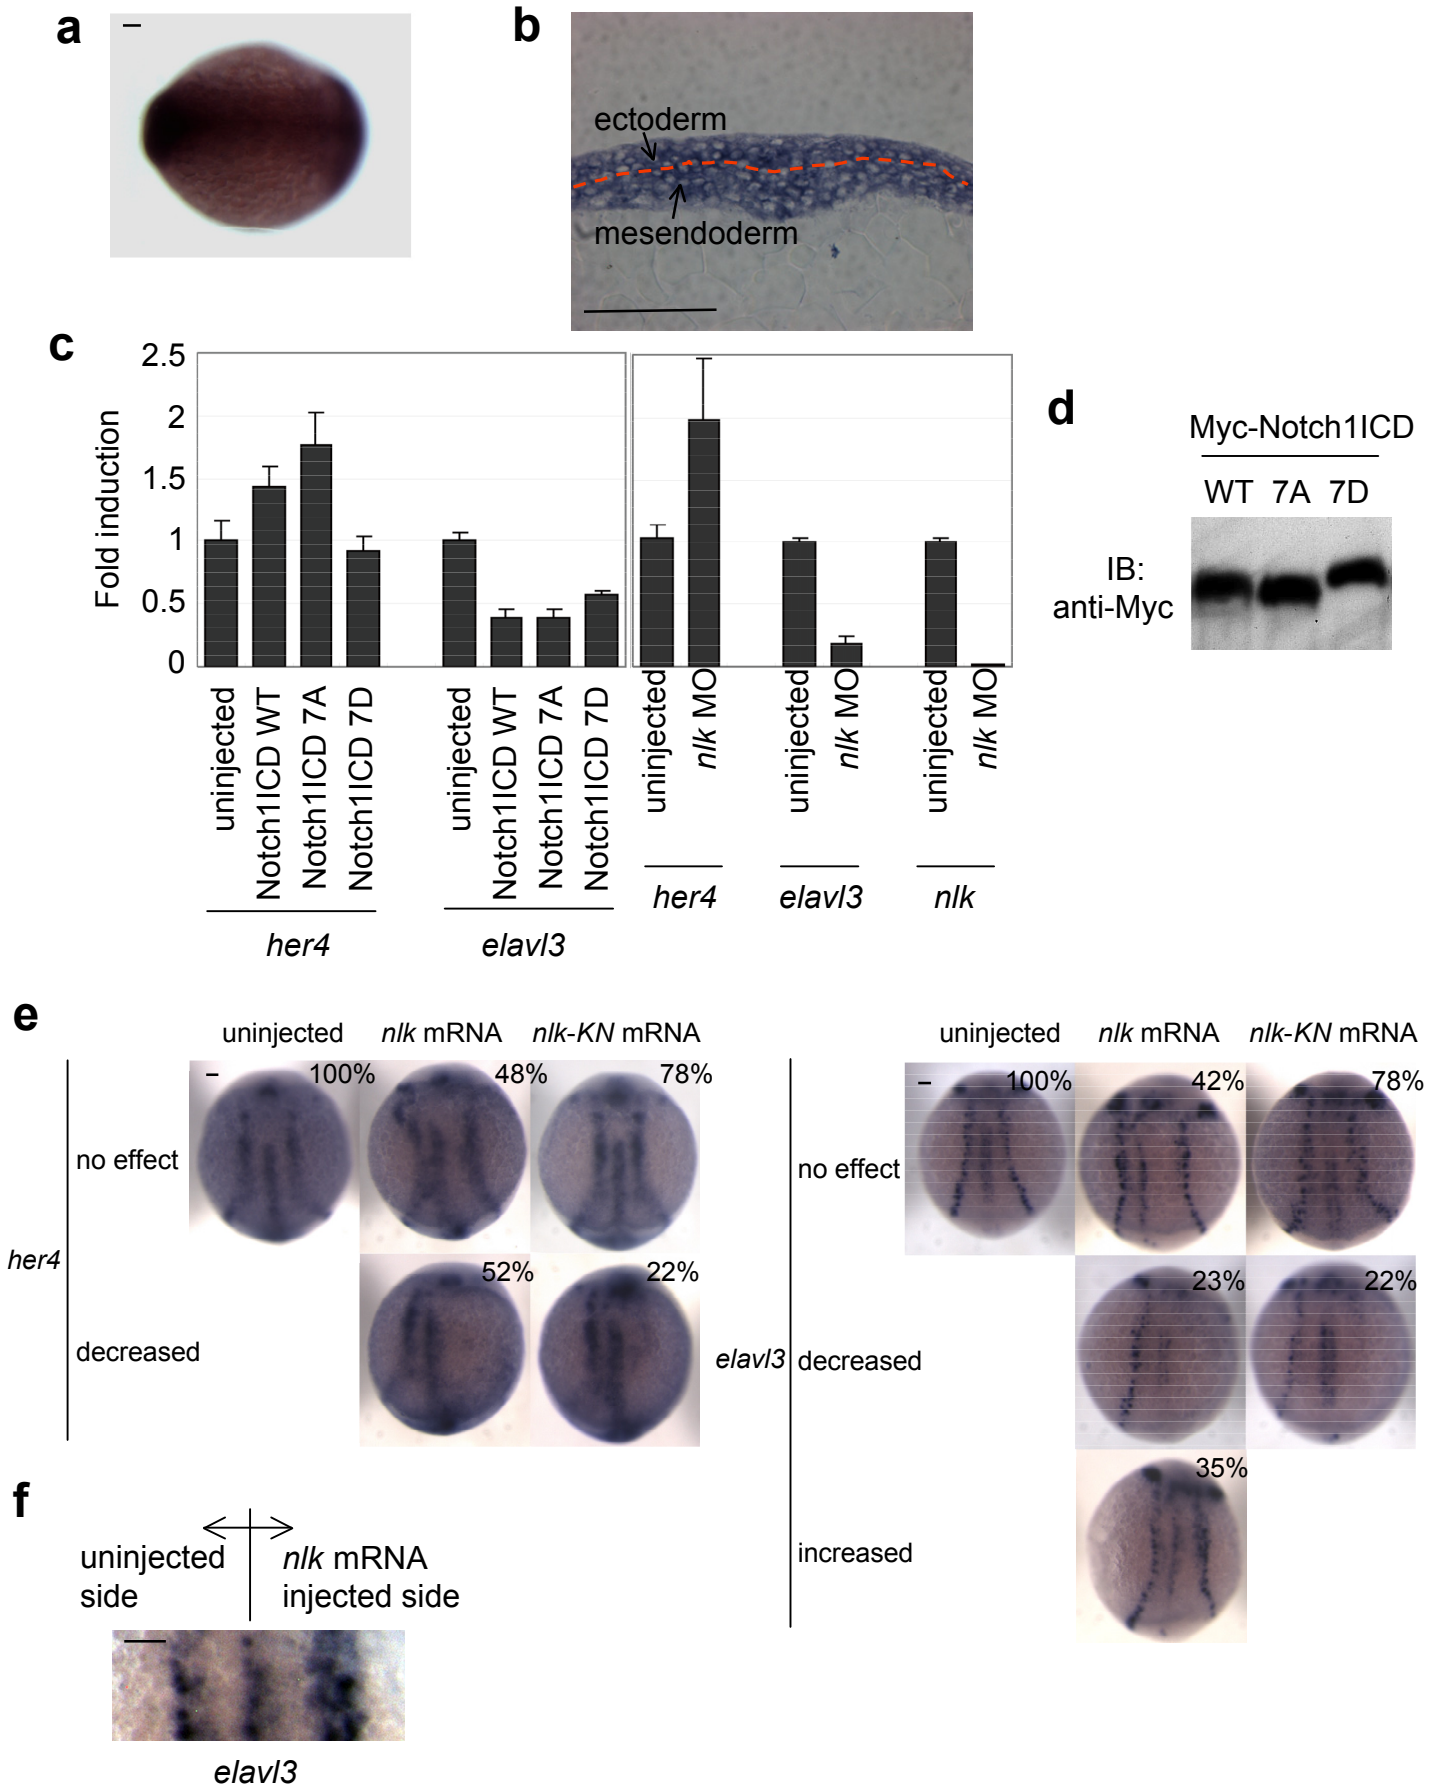 a
b
ectoderm
mesendoderm
c
Fold induction
2.5
2
1.5
1
0.5
0
uninjected
Notch1ICD WT
Notch1ICD 7A
Notch1ICD 7D
her4
uninjected
Notch1ICD WT
Notch1ICD 7A
Notch1ICD 7D
elavl3
uninjected
nlk MO
her4
uninjected
nlk MO
elavl3
uninjected
nlk MO
nlk
d
Myc-Notch1ICD
WT 7A 7D
IB:
anti-Myc
e
uninjected nlk mRNA nlk-KN mRNA
her4
no effect
100% 48% 78%
decreased
52% 22%
uninjected nlk mRNA nlk-KN mRNA
elavl3
no effect
100% 42% 78%
decreased
23% 22%
increased
35%
f
uninjected
side
nlk mRNA
injected side
elavl3